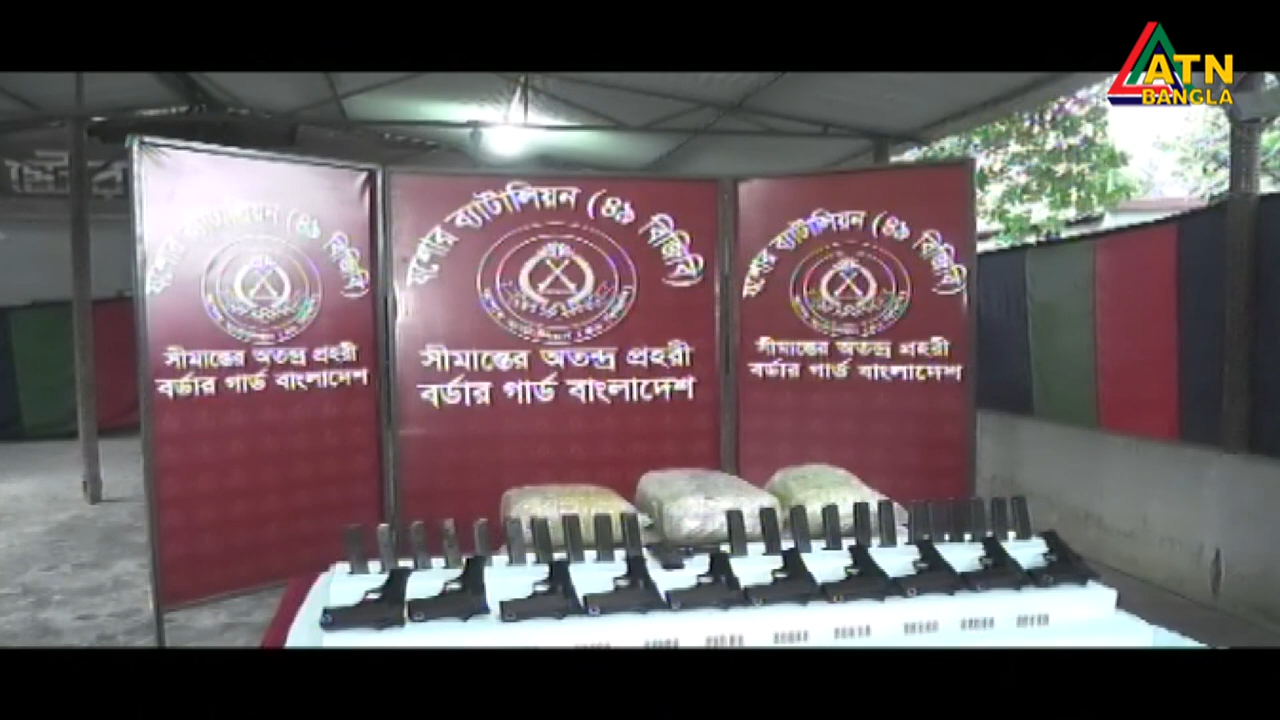 ATN
BANGLA
যশোর ব্যাটালিয়ন (৪৯ বিজিবি)
সীমান্তের অতন্দ্র প্রহরী
বর্ডার গার্ড বাংলাদেশ
যশোর ব্যাটালিয়ন (৪৯ বিজিবি)
সীমান্তের অতন্দ্র প্রহরী
বর্ডার গার্ড বাংলাদেশ
যশোর ব্যাটালিয়ন (৪৯ বিজিবি)
সীমান্তের অতন্দ্র প্রহরী
বর্ডার গার্ড বাংলাদেশ